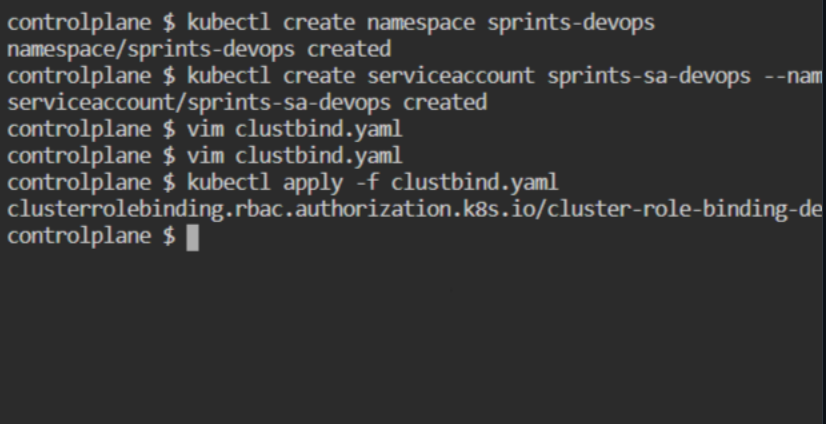 controlplane $ kubectl create namespace sprints-devops
namespace/sprints-devops created
controlplane $ kubectl create serviceaccount sprints-sa-devops --nam
serviceaccount/sprints-sa-devops created
controlplane $ vim clustbind.yaml
controlplane $ vim clustbind.yaml
controlplane $ kubectl apply -f clustbind.yaml
clusterrolebinding.rbac.authorization.k8s.io/cluster-role-binding-de
controlplane $